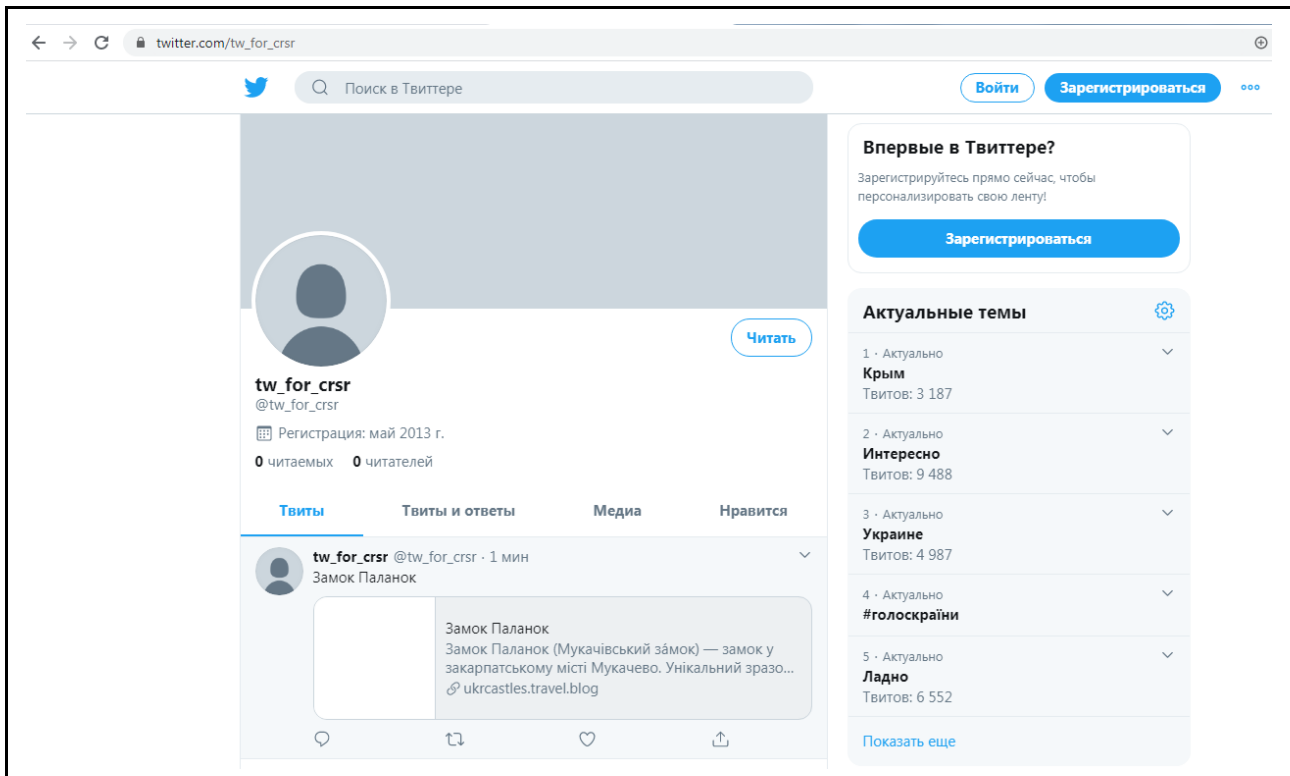 twitter.com/tw_for_crsr
Поиск в Твиттере
Войти
Зарегистрироваться
tw_for_crsr
@tw_for_crsr
Регистрация: май 2013 г.
0 читаемых 0 читателей
Читать
Твиты
Твиты и ответы
Медиа
Нравится
tw_for_crsr @tw_for_crsr · 1 мин
Замок Паланок
Замок Паланок
Замок Паланок (Мукачівський за́мок) — замок у
закарпатському місті Мукачево. Унікальний зразо...
ukrcastles.travel.blog
Впервые в Твиттере?
Зарегистрируйтесь прямо сейчас, чтобы
персонализировать свою ленту!
Зарегистрироваться
Актуальные темы
1 · Актуально
Крым
Твитов: 3 187
2 · Актуально
Интересно
Твитов: 9 488
3 · Актуально
Украине
Твитов: 4 987
4 · Актуально
#голоскраїни
5 · Актуально
Ладно
Твитов: 6 552
Показать еще